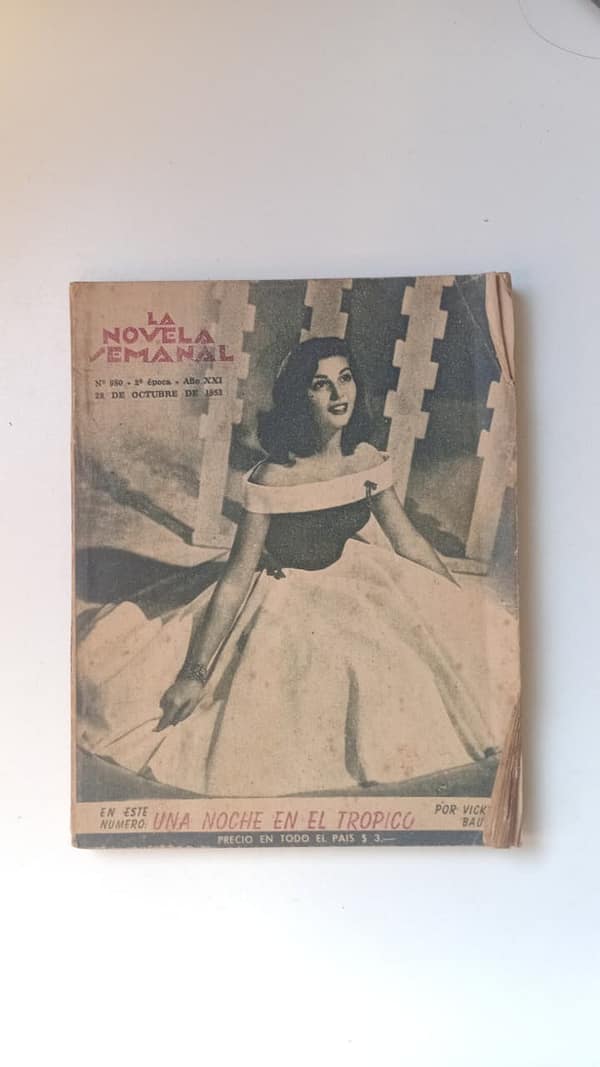 LA
NOVELA
SEMANAL
Nº 980 - 2ª época - Año XXI
28 DE OCTUBRE DE 1953
EN ESTE
NUMERO: UNA NOCHE EN EL TROPICO
POR VICK
BAU
PRECIO EN TODO EL PAIS $ 3.—